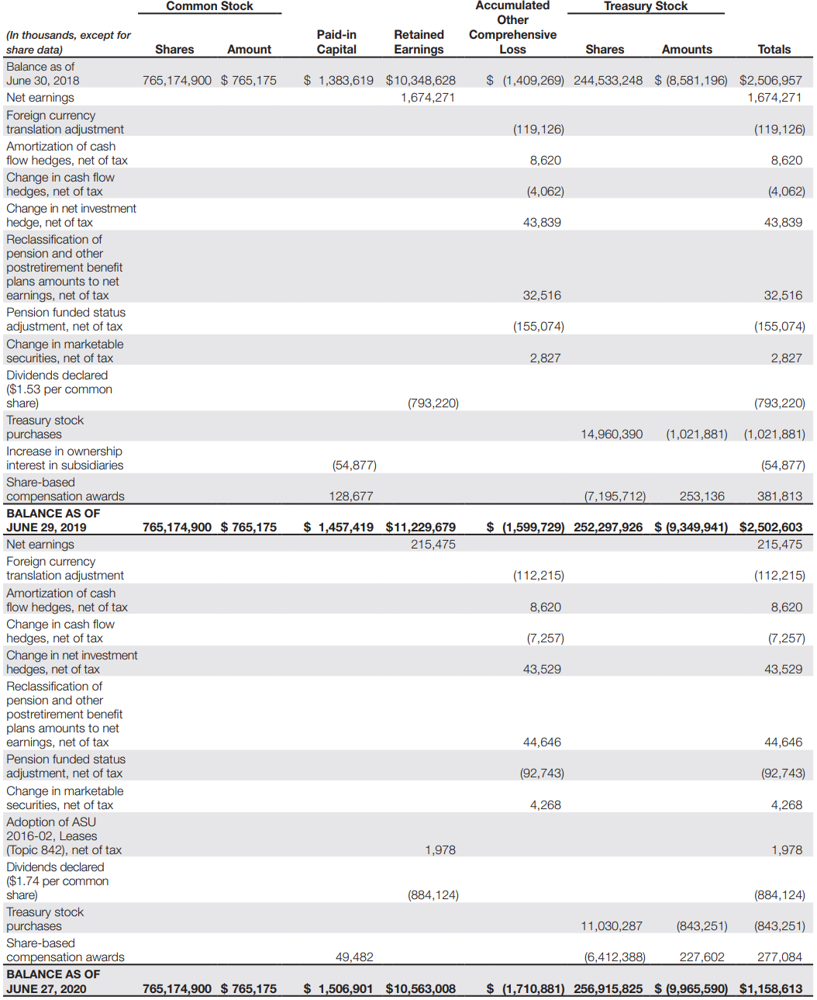 Common Stock Accumulated Treasury Stock
Other
(In thousands, except for Paid-in Retained Comprehensive
share data) Shares Amount Capital Earnings Loss Shares Amounts Totals
Balance as of
June 30, 2018 765,174,900 $ 765,175 $ 1,383,619 $10,348,628 $ (1,409,269) 244,533,248 $ (8,581,196) $2,506,957
Net earnings 1,674,271 1,674,271
Foreign currency
translation adjustment (119,126) (119,126)
Amortization of cash
flow hedges, net of tax 8,620 8,620
Change in cash flow
hedges, net of tax (4,062) (4,062)
Change in net investment
hedge, net of tax 43,839 43,839
Reclassification of
pension and other
postretirement benefit
plans amounts to net
earnings, net of tax 32,516 32,516
Pension funded status
adjustment, net of tax (155,074) (155,074)
Change in marketable
securities, net of tax 2,827 2,827
Dividends declared
($1.53 per common
share) (793,220) (793,220)
Treasury stock
purchases 14,960,390 (1,021,881) (1,021,881)
Increase in ownership
interest in subsidiaries (54,877) (54,877)
Share-based
compensation awards 128,677 (7,195,712) 253,136 381,813
BALANCE AS OF
JUNE 29, 2019 765,174,900 $ 765,175 $ 1,457,419 $11,229,679 $ (1,599,729) 252,297,926 $ (9,349,941) $2,502,603
Net earnings 215,475 215,475
Foreign currency
translation adjustment (112,215) (112,215)
Amortization of cash
flow hedges, net of tax 8,620 8,620
Change in cash flow
hedges, net of tax (7,257) (7,257)
Change in net investment
hedges, net of tax 43,529 43,529
Reclassification of
pension and other
postretirement benefit
plans amounts to net
earnings, net of tax 44,646 44,646
Pension funded status
adjustment, net of tax (92,743) (92,743)
Change in marketable
securities, net of tax 4,268 4,268
Adoption of ASU
2016-02, Leases
(Topic 842), net of tax 1,978 1,978
Dividends declared
($1.74 per common
share) (884,124) (884,124)
Treasury stock
purchases 11,030,287 (843,251) (843,251)
Share-based
compensation awards 49,482 (6,412,388) 227,602 277,084
BALANCE AS OF
JUNE 27, 2020 765,174,900 $ 765,175 $ 1,506,901 $10,563,008 $ (1,710,881) 256,915,825 $ (9,965,590) $1,158,613